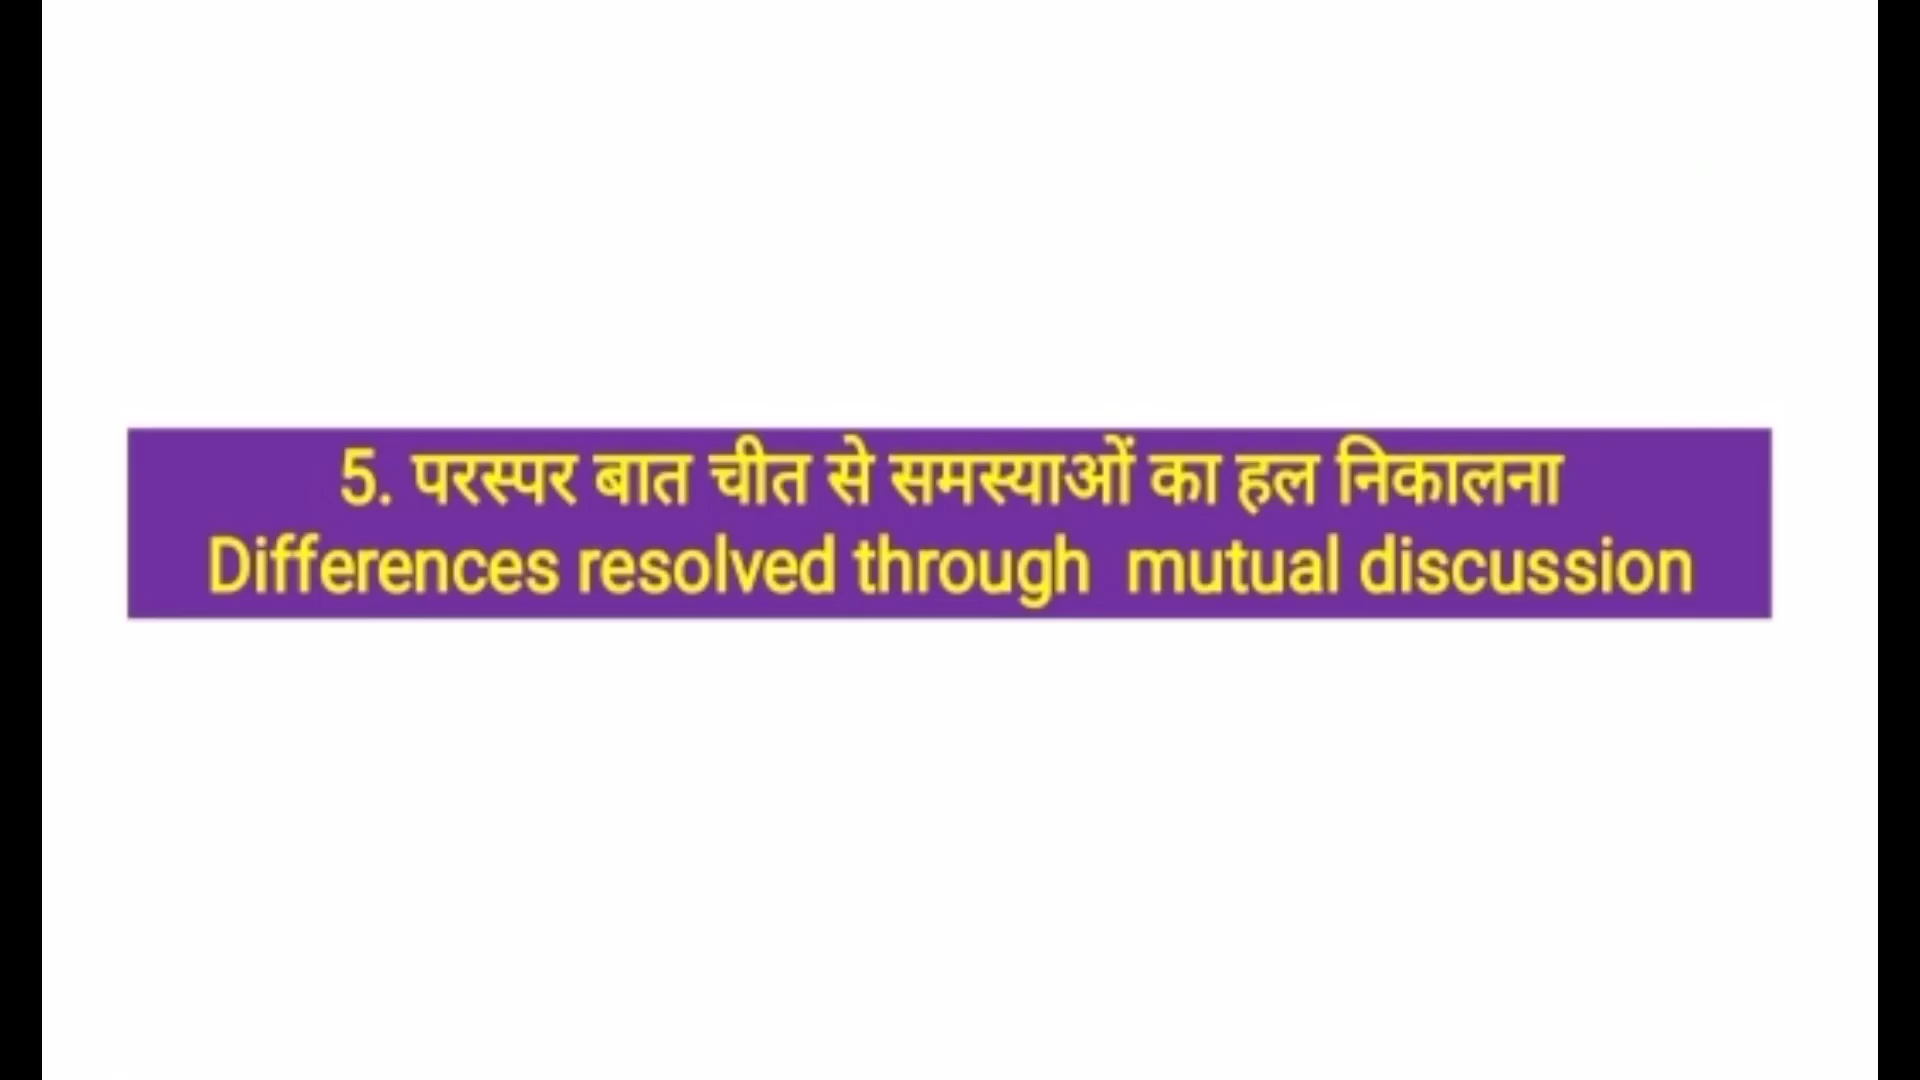 5. परस्पर बात चीत से समस्याओं का हल निकालना
Differences resolved through mutual discussion